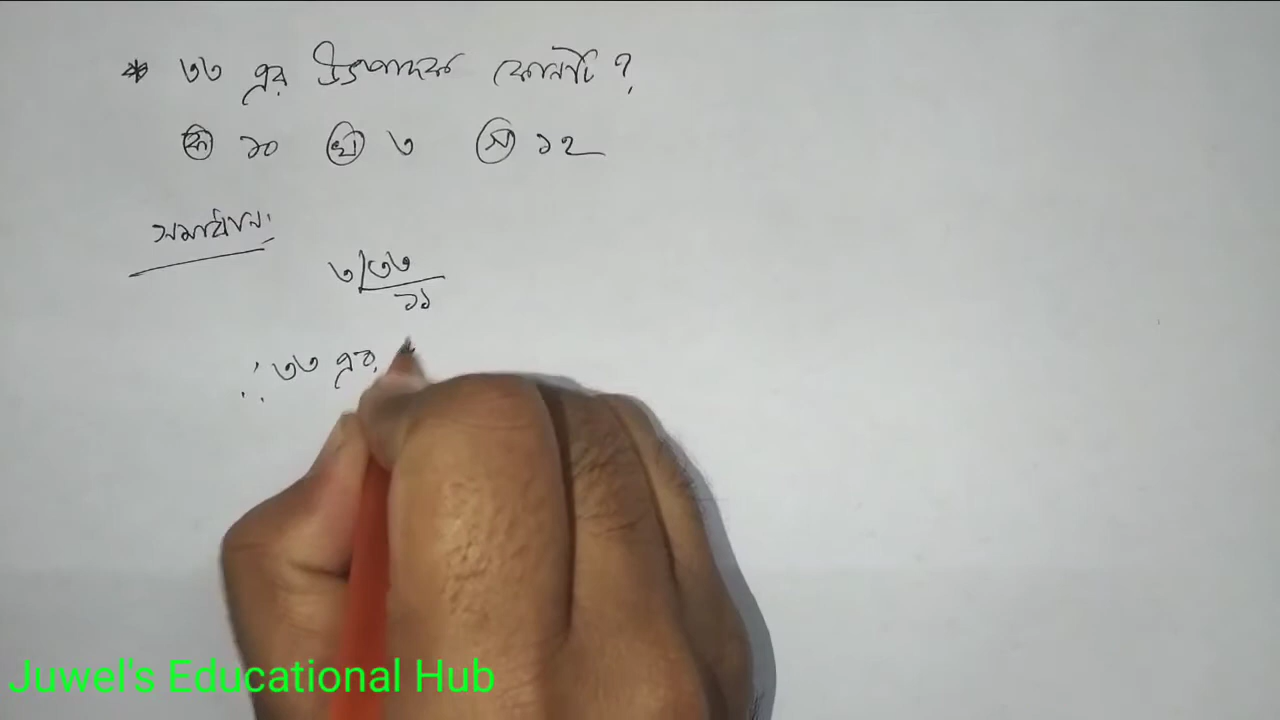 * ৩৩ এর উৎপাদক কোনটি ?
ক ১০ খ ৩ গ ১২
সমাধান:
৩/৩৩
১১
∴ ৩৩ এর
Juwel's Educational Hub